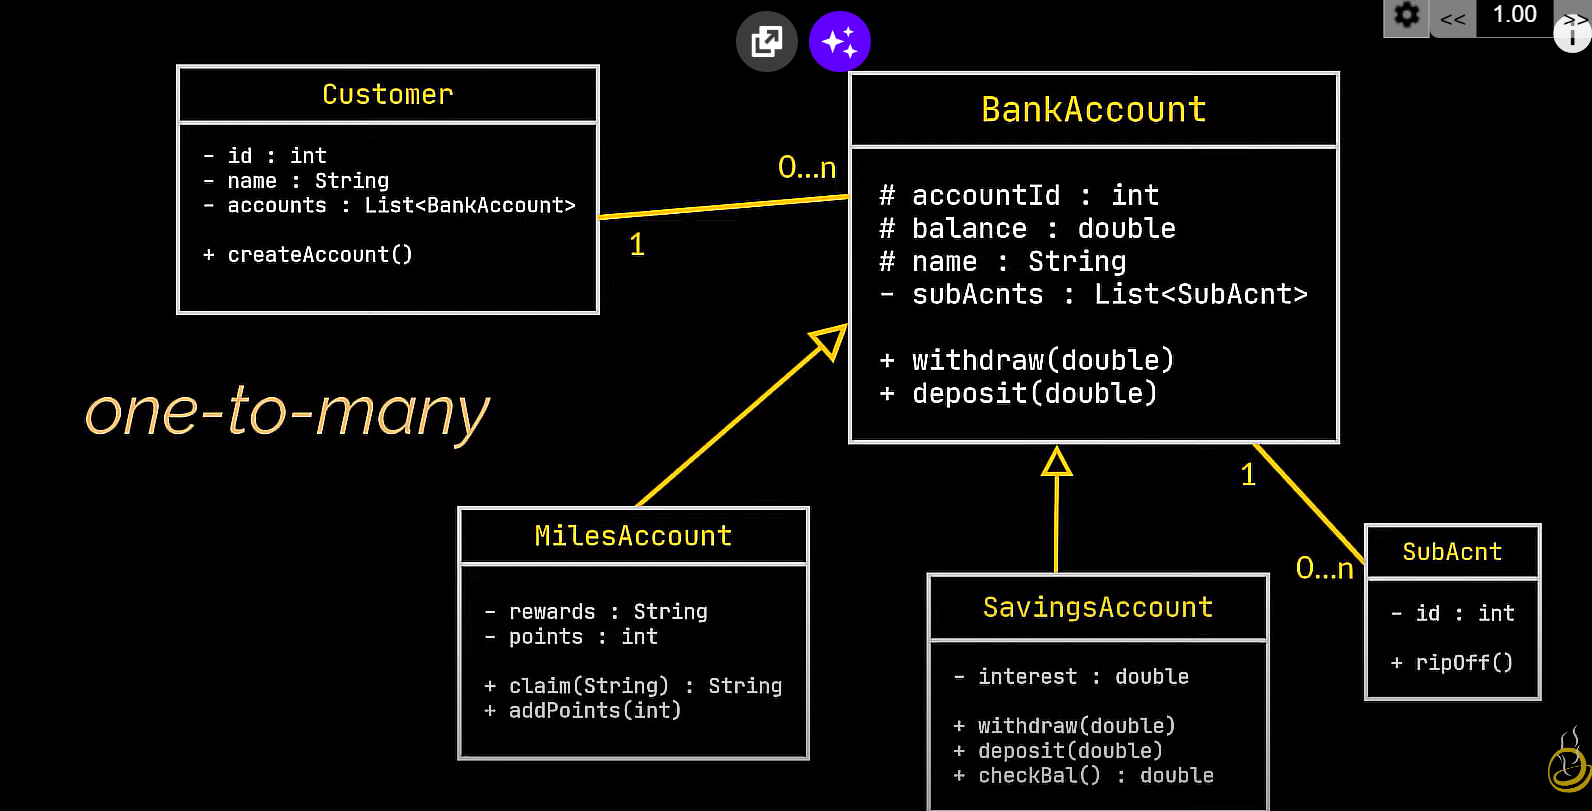 << 1.00 >>
i
Customer
- id : int
- name : String
- accounts : List<BankAccount>
+ createAccount()
0...n
1
BankAccount
# accountId : int
# balance : double
# name : String
- subAcnts : List<SubAcnt>
+ withdraw(double)
+ deposit(double)
one-to-many
1
0...n
MilesAccount
- rewards : String
- points : int
+ claim(String) : String
+ addPoints(int)
SavingsAccount
- interest : double
+ withdraw(double)
+ deposit(double)
+ checkBal() : double
SubAcnt
- id : int
+ ripOff()